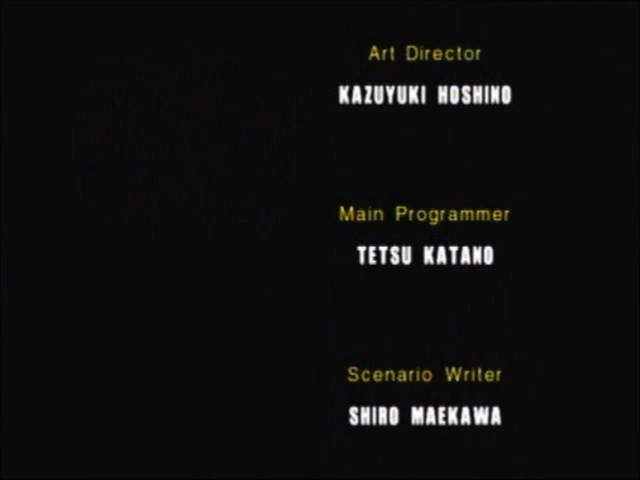 Art Director
KAZUYUKI HOSHINO
Main Programmer
TETSU KATANO
Scenario Writer
SHIRO MAEKAWA